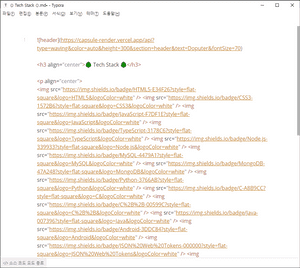 Tech Stack ().md• - Typora
파일(F) 편집(E) 문단(P) 서식(O) 보기(V) 테마(T) 도움말(H)
![header](https://capsule-render.vercel.app/api?
type=waving&color=auto&height=300&section=header&text=Doputer&fontSize=70)
<h3 align="center">🌲 Tech Stack 🌲</h3>
<p align="center">
<img src="https://img.shields.io/badge/HTML5-E34F26?style=flat-
square&logo=HTML5&logoColor=white" /> <img src="https://img.shields.io/badge/CSS3-
1572B6?style=flat-square&logo=CSS3&logoColor=white" /> <img
src="https://img.shields.io/badge/JavaScript-F7DF1E?style=flat-
square&logo=JavaScript&logoColor=white" /> <img
src="https://img.shields.io/badge/TypeScript-3178C6?style=flat-
square&logo=TypeScript&logoColor=white" /> <img src="https://img.shields.io/badge/Node.js-
339933?style=flat-square&logo=Node.js&logoColor=white" /> <img
src="https://img.shields.io/badge/MySQL-4479A1?style=flat-
square&logo=MySQL&logoColor=white" /> <img src="https://img.shields.io/badge/MongoDB-
47A248?style=flat-square&logo=MongoDB&logoColor=white" /> <img
src="https://img.shields.io/badge/Python-3766AB?style=flat-
square&logo=Python&logoColor=white" /> <img src="https://img.shields.io/badge/C-A8B9CC?
style=flat-square&logo=C&logoColor=white" /> <img
src="https://img.shields.io/badge/C%2B%2B-00599C?style=flat-
square&logo=C%2B%2B&logoColor=white" /> <img src="https://img.shields.io/badge/Java-
007396?style=flat-square&logo=Java&logoColor=white" /> <img
src="https://img.shields.io/badge/Android-3DDC84?style=flat-
square&logo=Android&logoColor=white" /> <img
src="https://img.shields.io/badge/JSON%20Web%20Tokens-000000?style=flat-
square&logo=JSON%20Web%20Tokens&logoColor=white" /> <img
소스 코드 모드 종료